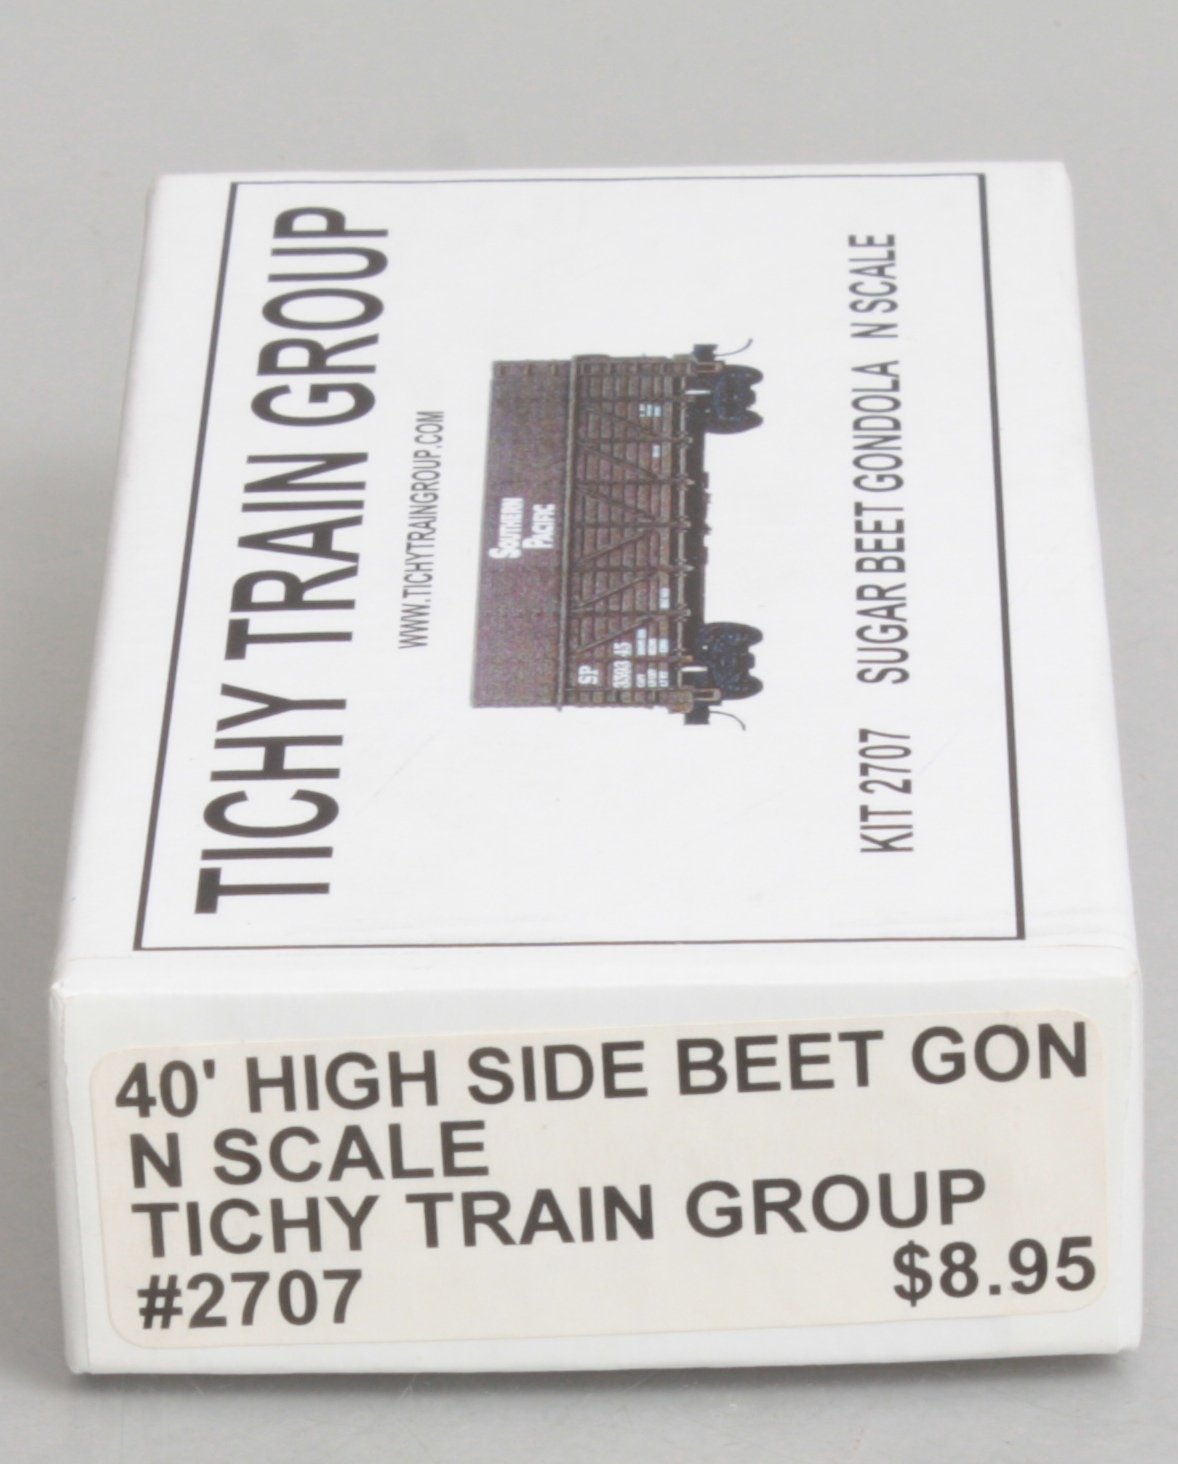 TICHY TRAIN GROUP
WWW.TICHYTRAINGROUP.COM
SOUTHERN
PACIFIC
SP
KIT 2707 SUGAR BEET GONDOLA N SCALE
40' HIGH SIDE BEET GON
N SCALE
TICHY TRAIN GROUP
#2707 $8.95